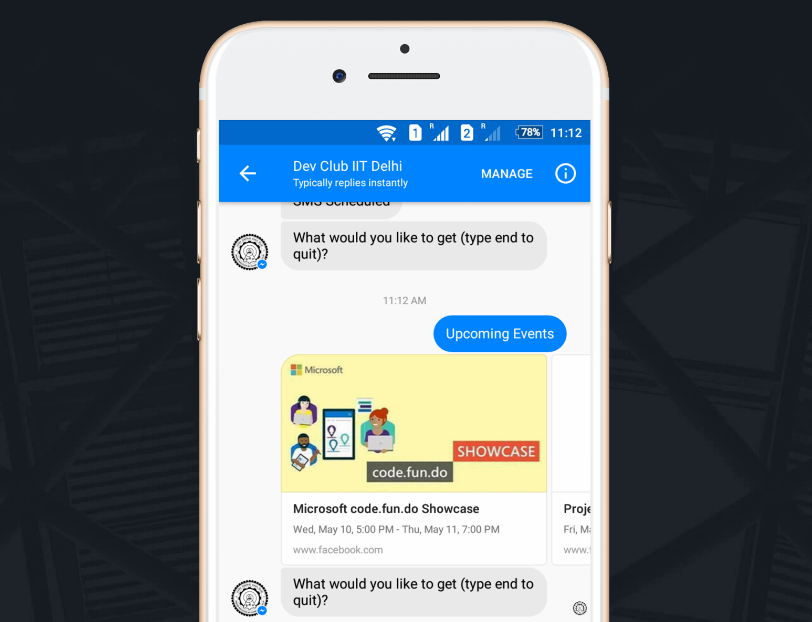 R
R
1
2
78%
11:12
Dev Club IIT Delhi
Typically replies instantly
MANAGE
SMS Scheduled
What would you like to get (type end to
quit)?
11:12 AM
Upcoming Events
Microsoft
SHOWCASE
code.fun.do
Microsoft code.fun.do Showcase
Wed, May 10, 5:00 PM - Thu, May 11, 7:00 PM
www.facebook.com
Proje
Fri, Ma
www.f
What would you like to get (type end to
quit)?